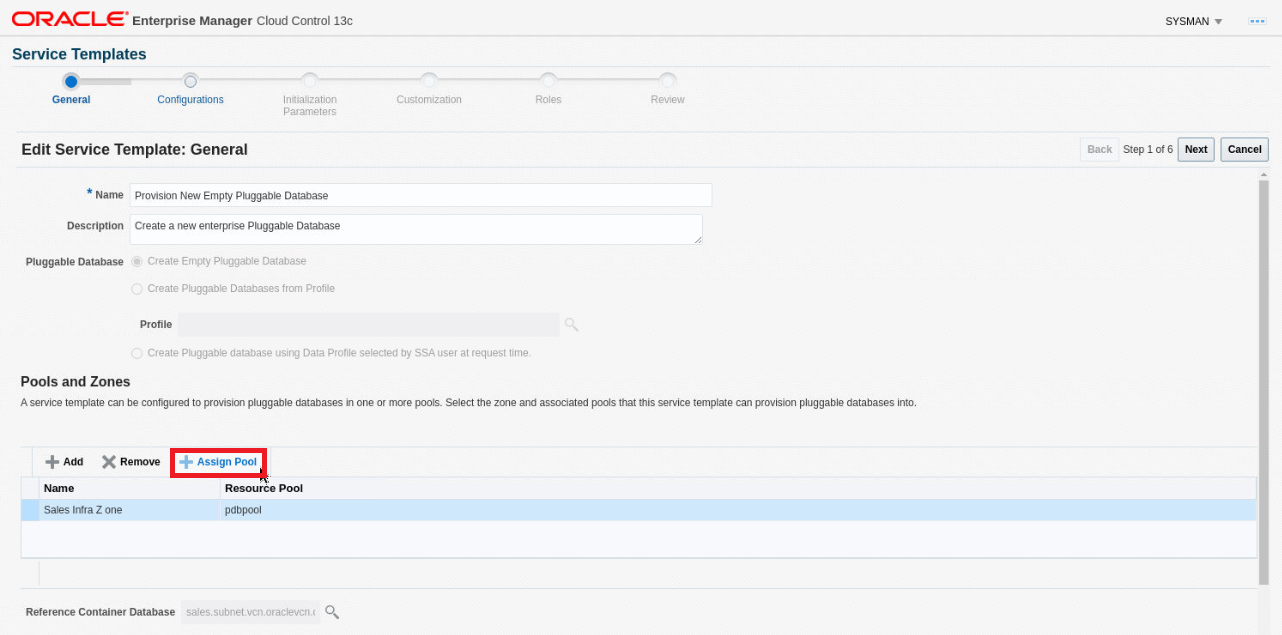 ORACLE Enterprise Manager Cloud Control 13c SYSMAN
Service Templates
General Configurations Initialization Customization Roles Review
Parameters
Edit Service Template: General Back Step 1 of 6 Next Cancel
* Name Provision New Empty Pluggable Database
Description Create a new enterprise Pluggable Database
Pluggable Database Create Empty Pluggable Database
Create Pluggable Databases from Profile
Profile
Create Pluggable database using Data Profile selected by SSA user at request time.
Pools and Zones
A service template can be configured to provision pluggable databases in one or more pools. Select the zone and associated pools that this service template can provision pluggable databases into.
Add Remove Assign Pool
Name Resource Pool
Sales Infra Z one pdbpool
Reference Container Database sales.subnet.vcn.oraclevcn.c